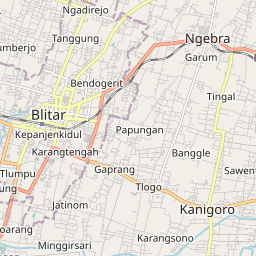 Ngadirejo
Tanggung
umberjo
Ngebra
Garum
Bendogerit
Tingal
Blitar
Kepanjenkidul
Papungan
Karangtengah
Banggle
Tlumpu
Gaprang
Sawen
Tlogo
Jatinom
Kanigoro
oarang
Karangsono
Minggirsari